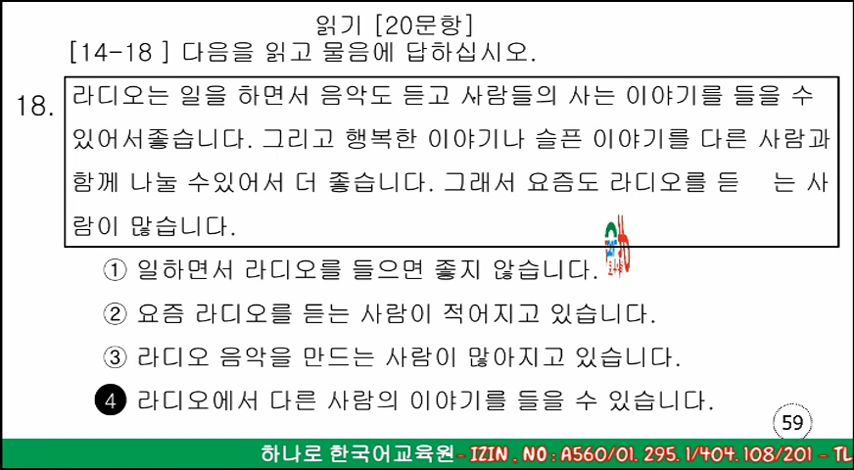 읽기 [20문항]
[14-18 ] 다음을 읽고 물음에 답하십시오.
18.
라디오는 일을 하면서 음악도 듣고 사람들의 사는 이야기를 들을 수
있어서좋습니다. 그리고 행복한 이야기나 슬픈 이야기를 다른 사람과
함께 나눌 수있어서 더 좋습니다. 그래서 요즘도 라디오를 듣 는 사
람이 많습니다.
① 일하면서 라디오를 들으면 좋지 않습니다.
② 요즘 라디오를 듣는 사람이 적어지고 있습니다.
③ 라디오 음악을 만드는 사람이 많아지고 있습니다.
❹ 라디오에서 다른 사람의 이야기를 들을 수 있습니다.
59
하나로 한국어교육원- IZIN . NO : A560/01. 295. 1/404. 108/201 - TL